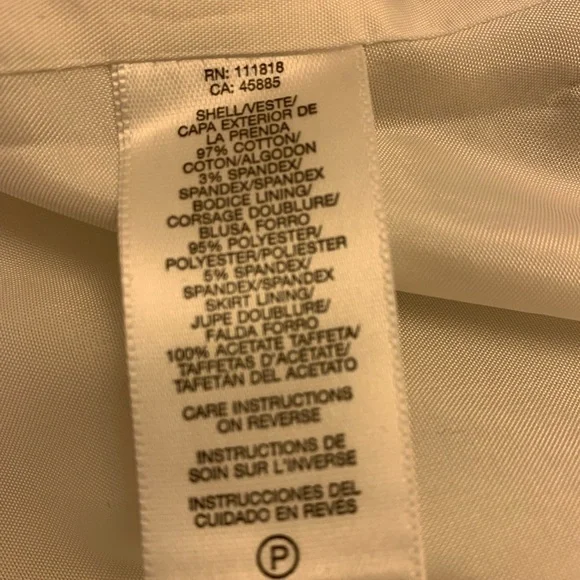 RN: 111818
CA: 45885
SHELL/VESTE/
CAPA EXTERIOR DE
LA PRENDA
97% COTTON/
COTON/ALGODON
3% SPANDEX/
SPANDEX/SPANDEX
BODICE LINING/
CORSAGE DOUBLURE/
BLUSA FORRO
95% POLYESTER/
POLYESTER/POLIESTER
5% SPANDEX/
SPANDEX/SPANDEX
SKIRT LINING/
JUPE DOUBLURE/
FALDA FORRO
100% ACETATE TAFFETA/
TAFFETAS D'ACETATE/
TAFETÁN DEL ACETATO
CARE INSTRUCTIONS
ON REVERSE
INSTRUCTIONS DE
SOIN SUR L'INVERSE
INSTRUCCIONES DEL
CUIDADO EN REVES
P